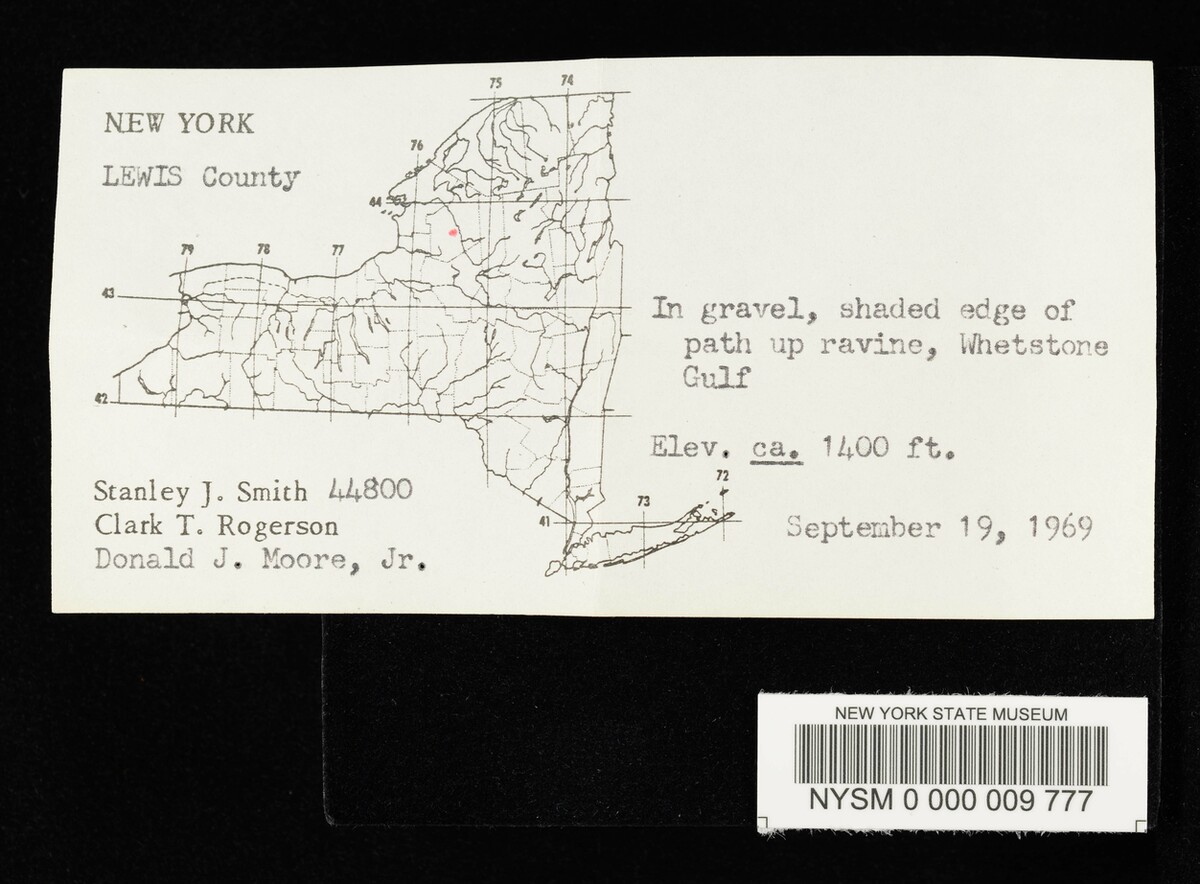 NEW YORK
LEWIS County
75 74
76
44
79 78 77
43
42
In gravel, shaded edge of
path up ravine, Whetstone
Gulf
Elev. ca. 1400 ft.
72
73
41
Stanley J. Smith 44800
Clark T. Rogerson
Donald J. Moore, Jr.
September 19, 1969
NEW YORK STATE MUSEUM
NYSM 0 000 009 777